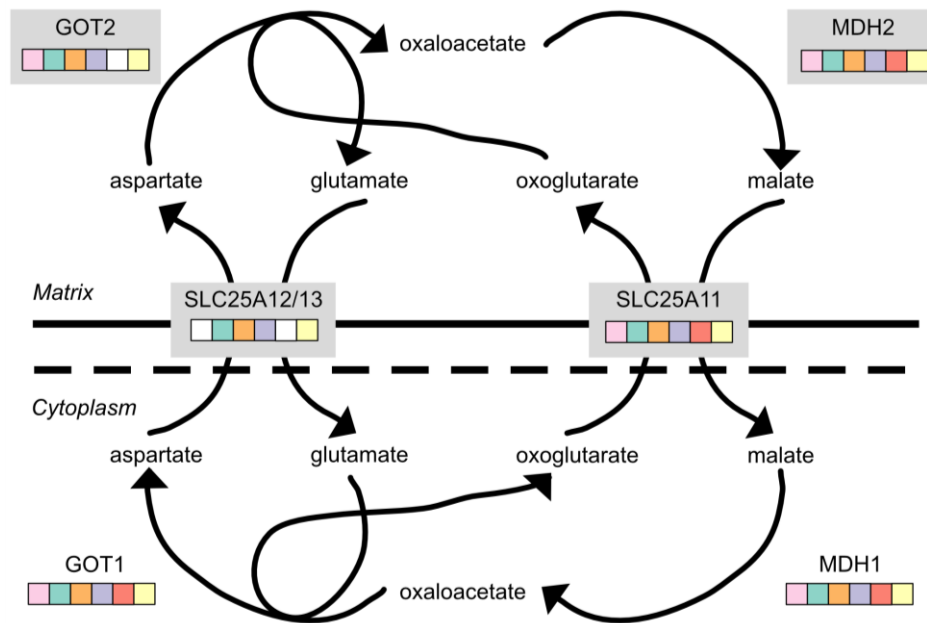 GOT2
oxaloacetate
MDH2
aspartate
glutamate
oxoglutarate
malate
Matrix
SLC25A12/13
SLC25A11
Cytoplasm
aspartate
glutamate
oxoglutarate
malate
GOT1
oxaloacetate
MDH1